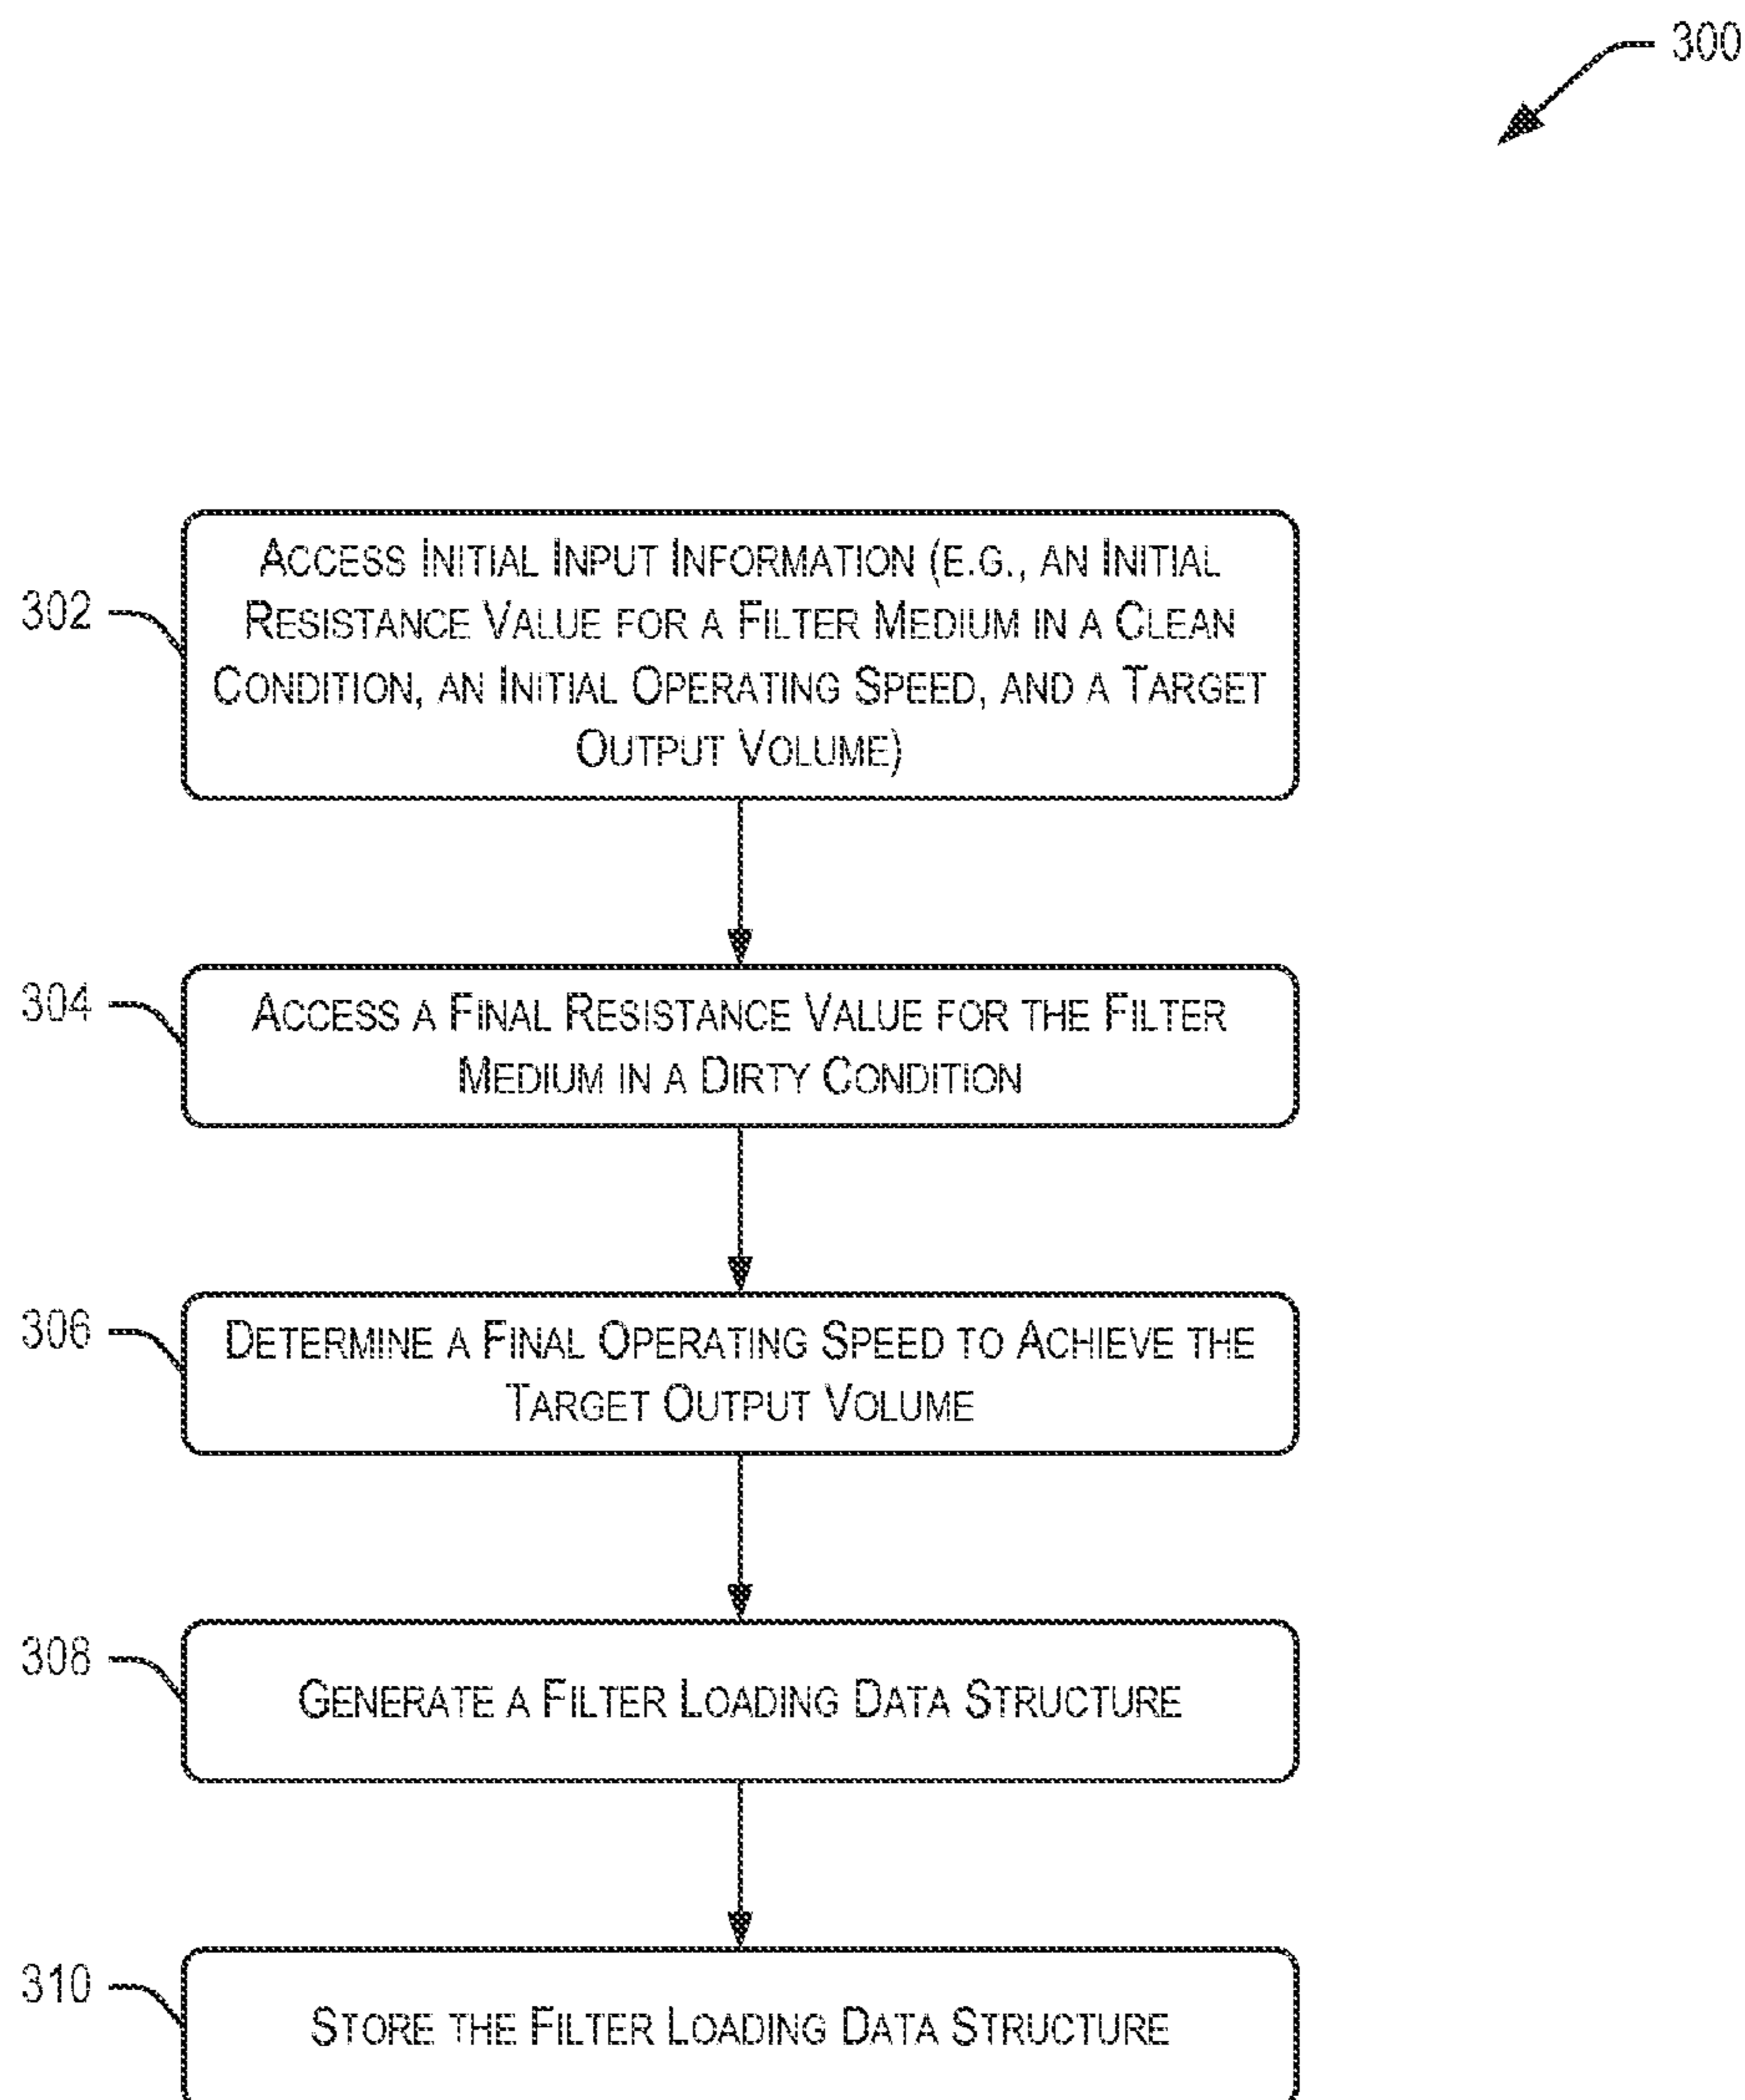 300
302
ACCESS INITIAL INPUT INFORMATION (E.G., AN INITIAL
RESISTANCE VALUE FOR A FILTER MEDIUM IN A CLEAN
CONDITION, AN INITIAL OPERATING SPEED, AND A TARGET
OUTPUT VOLUME)
304
ACCESS A FINAL RESISTANCE VALUE FOR THE FILTER
MEDIUM IN A DIRTY CONDITION
306
DETERMINE A FINAL OPERATING SPEED TO ACHIEVE THE
TARGET OUTPUT VOLUME
308
GENERATE A FILTER LOADING DATA STRUCTURE
310
STORE THE FILTER LOADING DATA STRUCTURE